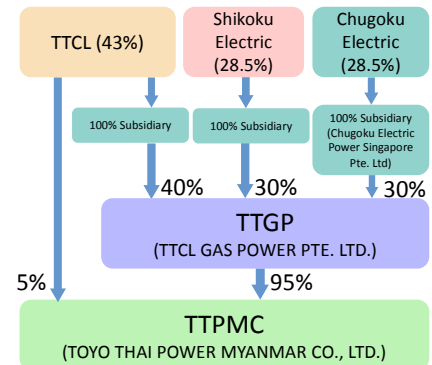 TTCL (43%)
Shikoku
Electric
(28.5%)
Chugoku
Electric
(28.5%)
100% Subsidiary
100% Subsidiary
100% Subsidiary
(Chugoku Electric
Power Singapore
Pte. Ltd)
40%
30%
30%
TTGP
(TTCL GAS POWER PTE. LTD.)
5%
95%
TTPMC
(TOYO THAI POWER MYANMAR CO., LTD.)